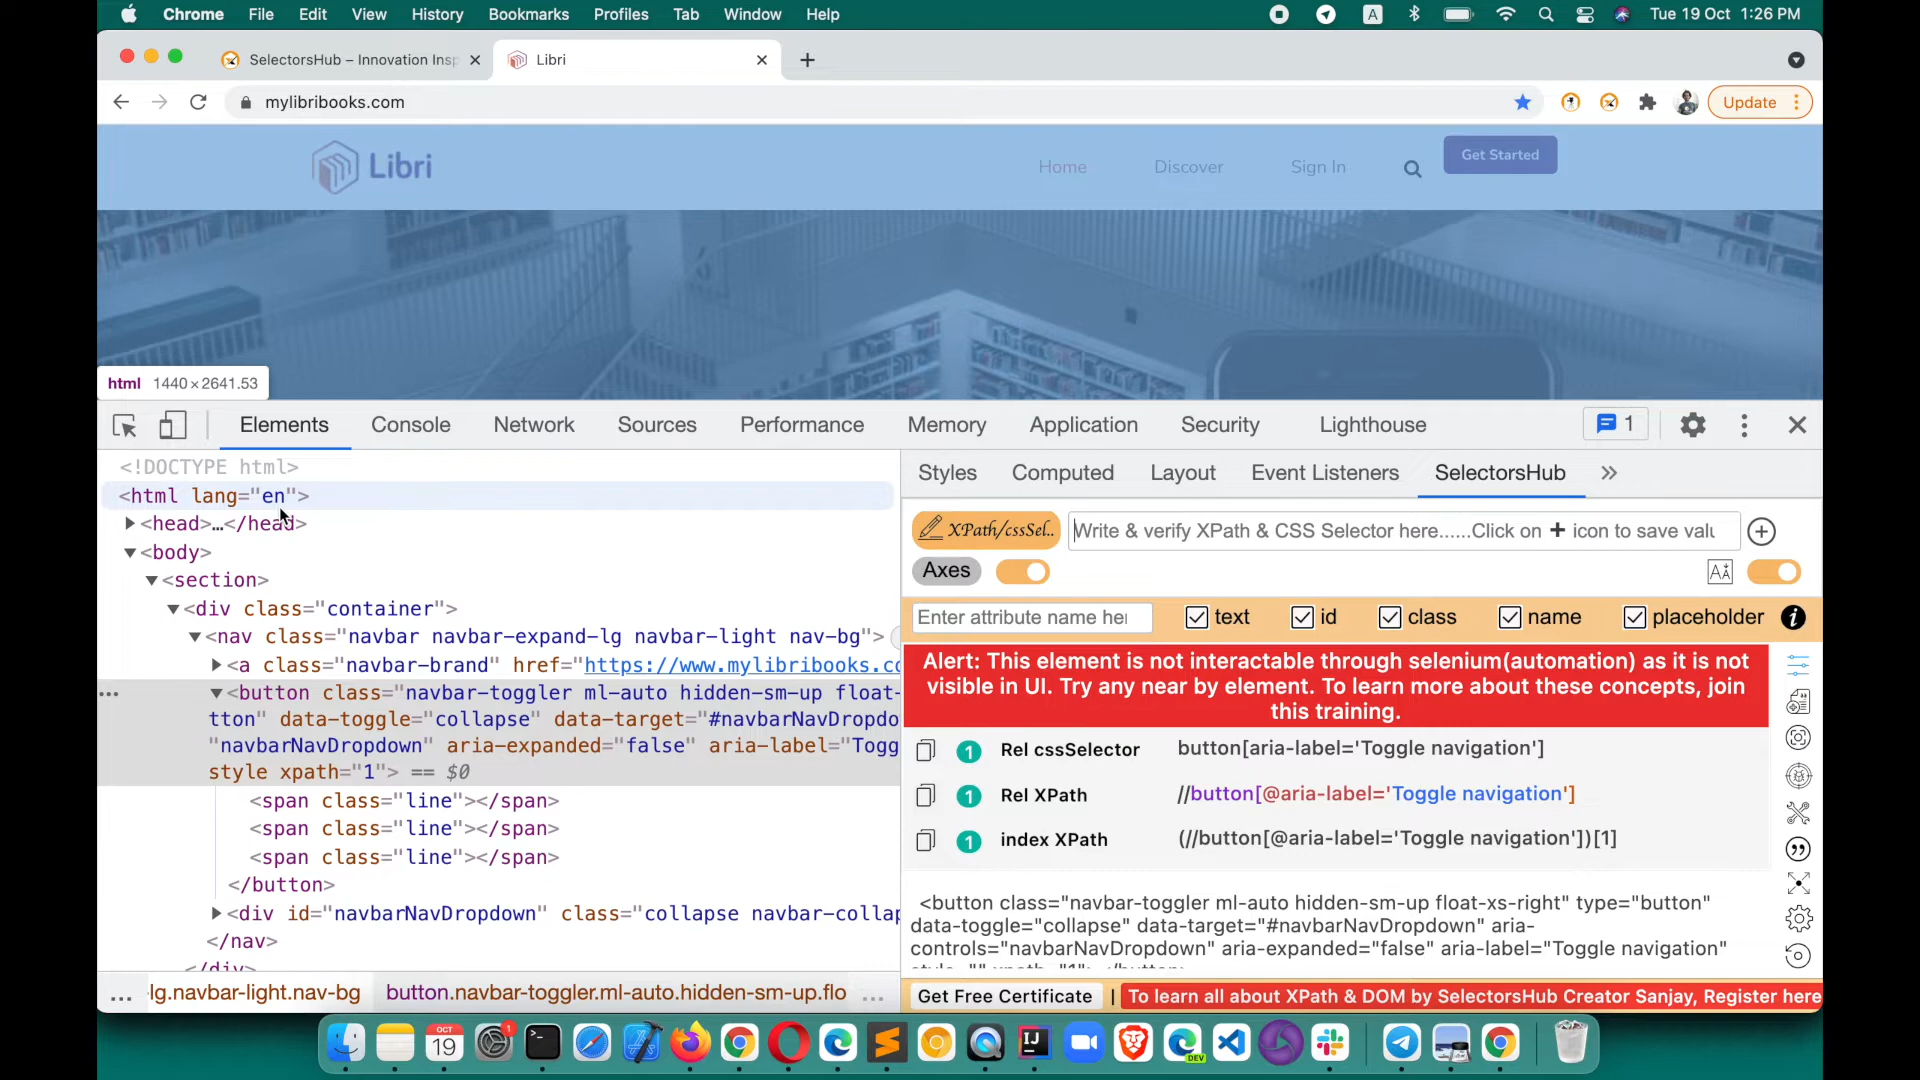 Chrome File Edit View History Bookmarks Profiles Tab Window Help A Tue 19 Oct 1:26 PM
SelectorsHub – Innovation Insp Libri
mylibribooks.com Update
Libri Home Discover Sign In Get Started
html 1440×2641.53
Elements Console Network Sources Performance Memory Application Security Lighthouse 1
<!DOCTYPE html>
<html lang="en">
<head>…</head>
<body>
<section>
<div class="container">
<nav class="navbar navbar-expand-lg navbar-light nav-bg">
<a class="navbar-brand" href="https://www.mylibribooks.co
<button class="navbar-toggler ml-auto hidden-sm-up float-
tton" data-toggle="collapse" data-target="#navbarNavDropdo
"navbarNavDropdown" aria-expanded="false" aria-label="Togg
style xpath="1"> == $0
<span class="line"></span>
<span class="line"></span>
<span class="line"></span>
</button>
<div id="navbarNavDropdown" class="collapse navbar-collap
</nav>
</div>
... lg.navbar-light.nav-bg button.navbar-toggler.ml-auto.hidden-sm-up.flo ...
Styles Computed Layout Event Listeners SelectorsHub »
XPath/cssSel.. Write & verify XPath & CSS Selector here......Click on + icon to save valu
Axes
Enter attribute name her text id class name placeholder i
Alert: This element is not interactable through selenium(automation) as it is not
visible in UI. Try any near by element. To learn more about these concepts, join
this training.
1 Rel cssSelector button[aria-label='Toggle navigation']
1 Rel XPath //button[@aria-label='Toggle navigation']
1 index XPath (//button[@aria-label='Toggle navigation'])[1]
<button class="navbar-toggler ml-auto hidden-sm-up float-xs-right" type="button"
data-toggle="collapse" data-target="#navbarNavDropdown" aria-
controls="navbarNavDropdown" aria-expanded="false" aria-label="Toggle navigation"
style="" xpath="1"></button>
Get Free Certificate | To learn all about XPath & DOM by SelectorsHub Creator Sanjay, Register here
OCT
19 1 IJ DEV